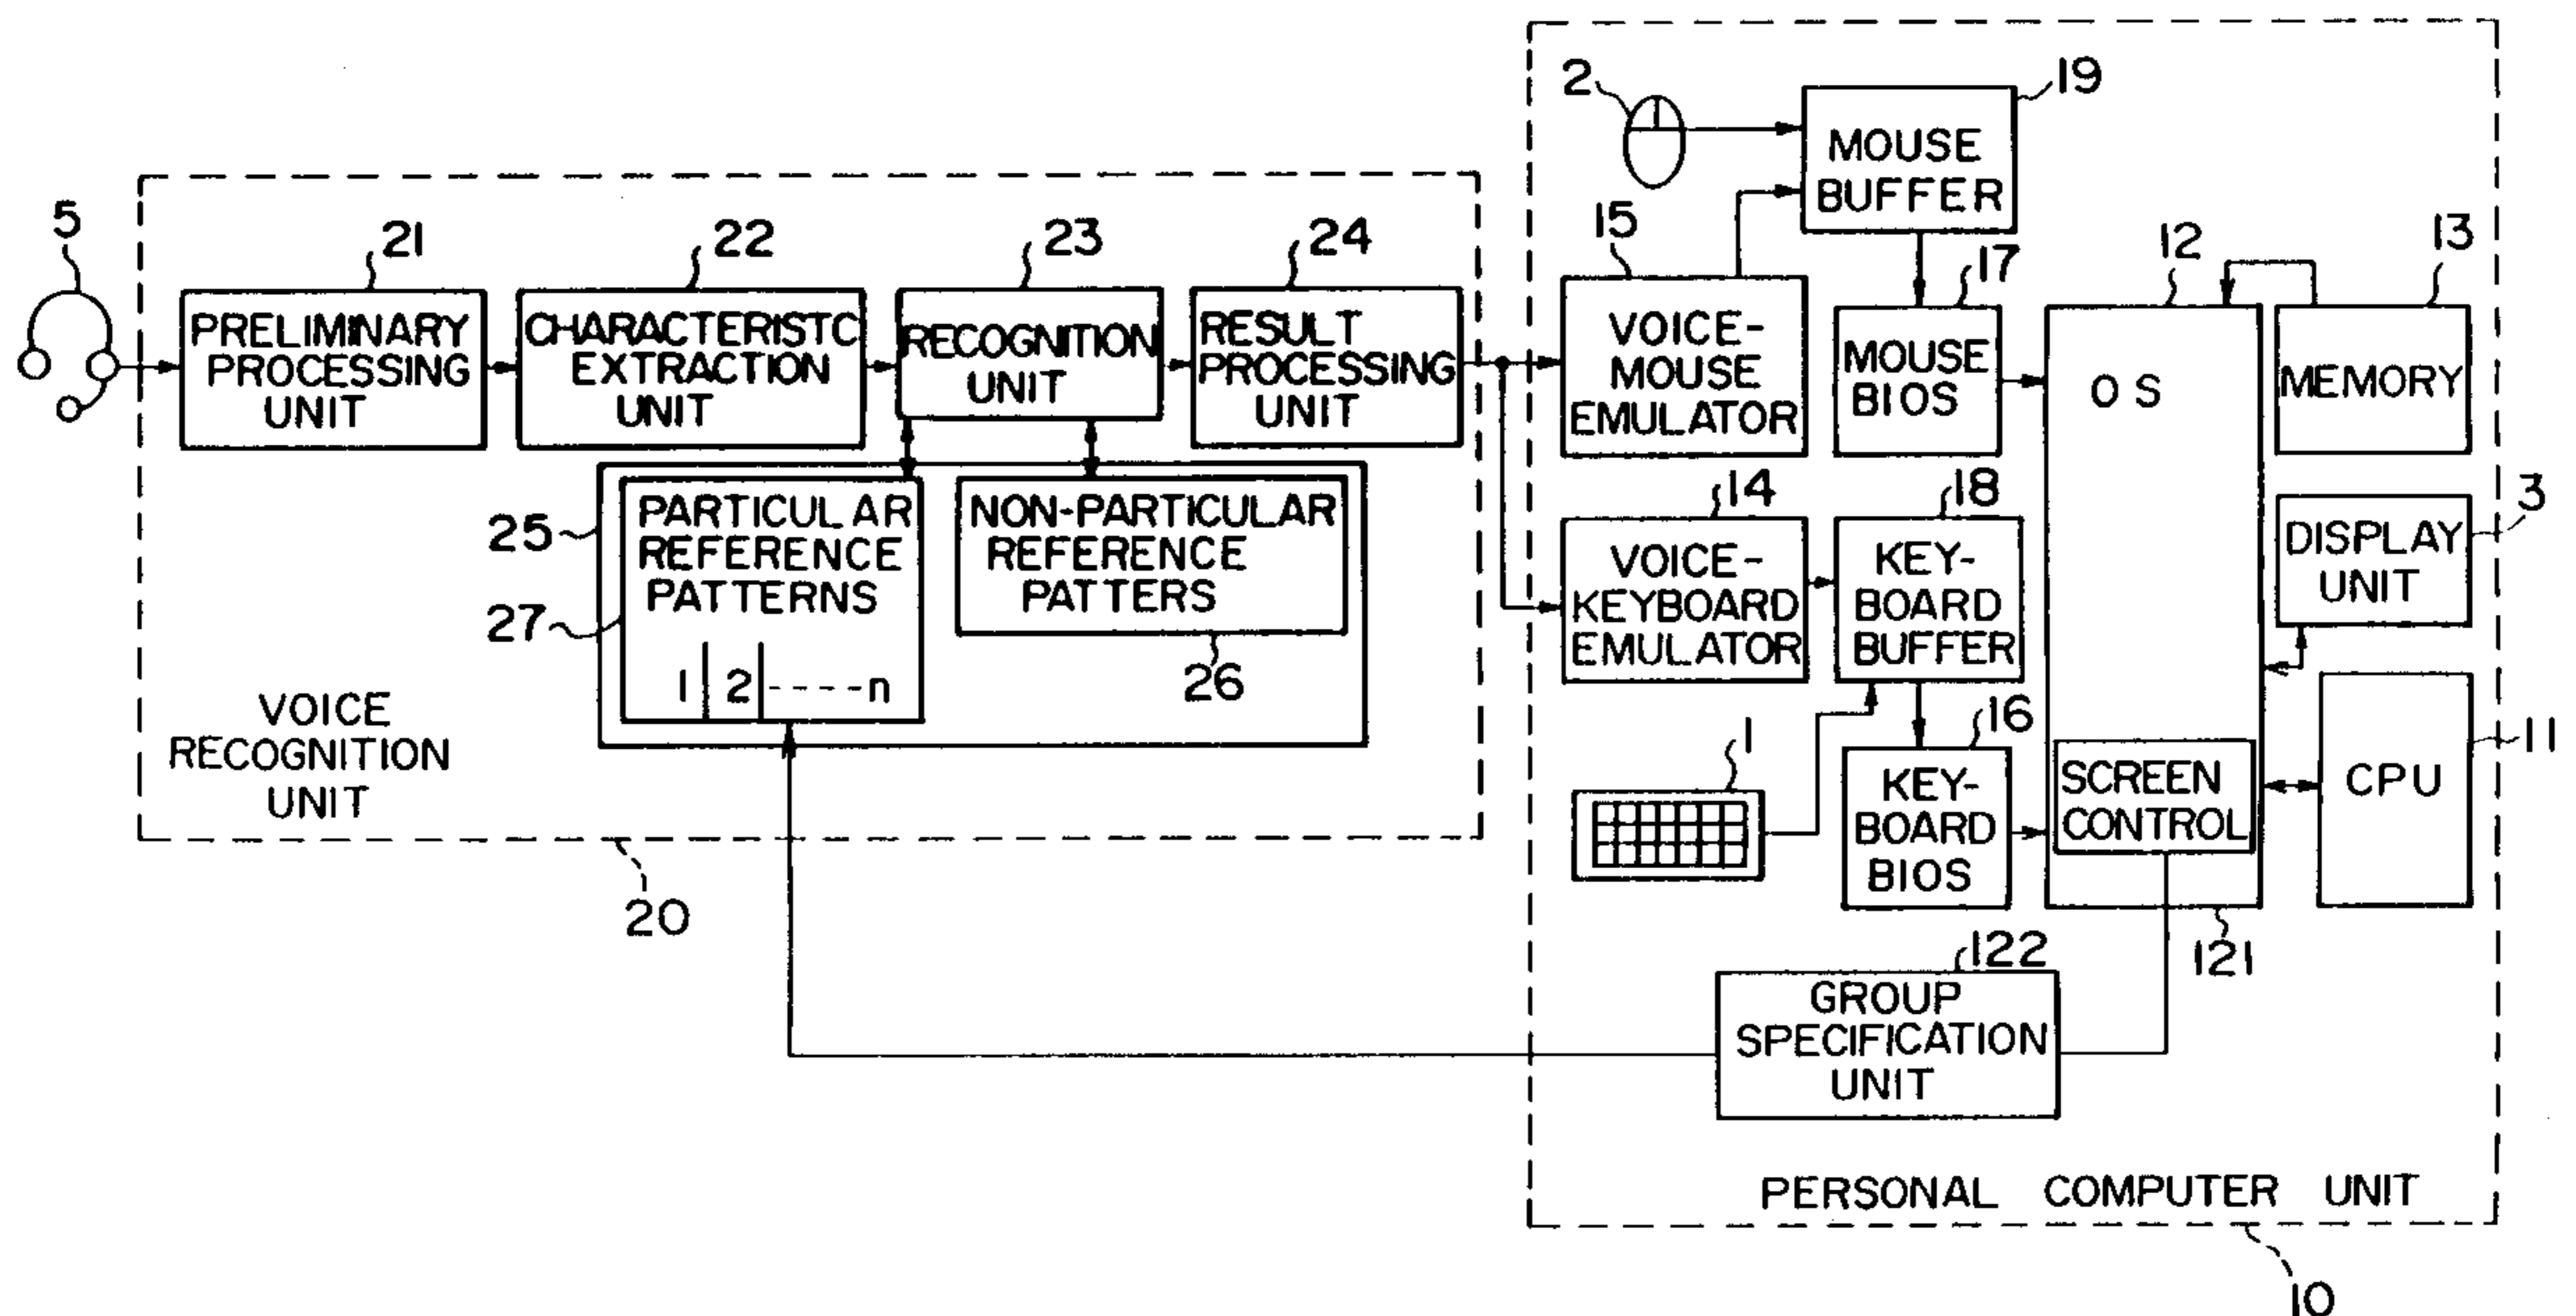 5
21
PRELIMINARY
PROCESSING
UNIT
22
CHARACTERISTC
EXTRACTION
UNIT
23
RECOGNITION
UNIT
24
RESULT
PROCESSING
UNIT
25
27
PARTICULAR
REFERENCE
PATTERNS
1 2 -----n
NON-PARTICULAR
REFERENCE
PATTERS
26
VOICE
RECOGNITION
UNIT
20
2
19
MOUSE
BUFFER
15
VOICE-
MOUSE
EMULATOR
17
MOUSE
BIOS
12
OS
13
MEMORY
3
DISPLAY
UNIT
14
VOICE-
KEYBOARD
EMULATOR
18
KEY-
BOARD
BUFFER
1
16
KEY-
BOARD
BIOS
SCREEN
CONTROL
121
11
CPU
122
GROUP
SPECIFICATION
UNIT
PERSONAL COMPUTER UNIT
10